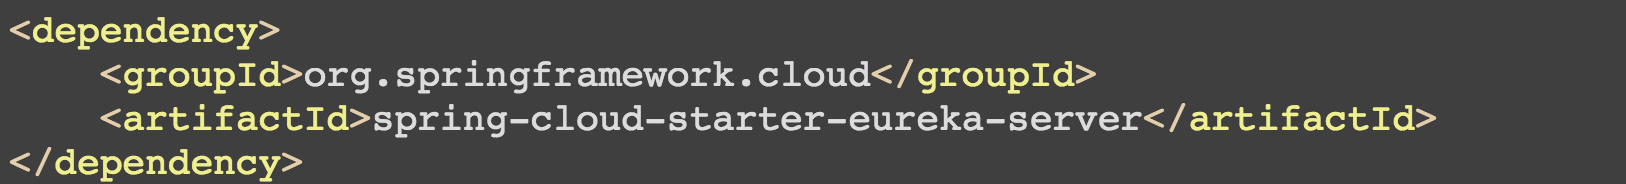 <dependency>
    <groupId>org.springframework.cloud</groupId>
    <artifactId>spring-cloud-starter-eureka-server</artifactId>
</dependency>